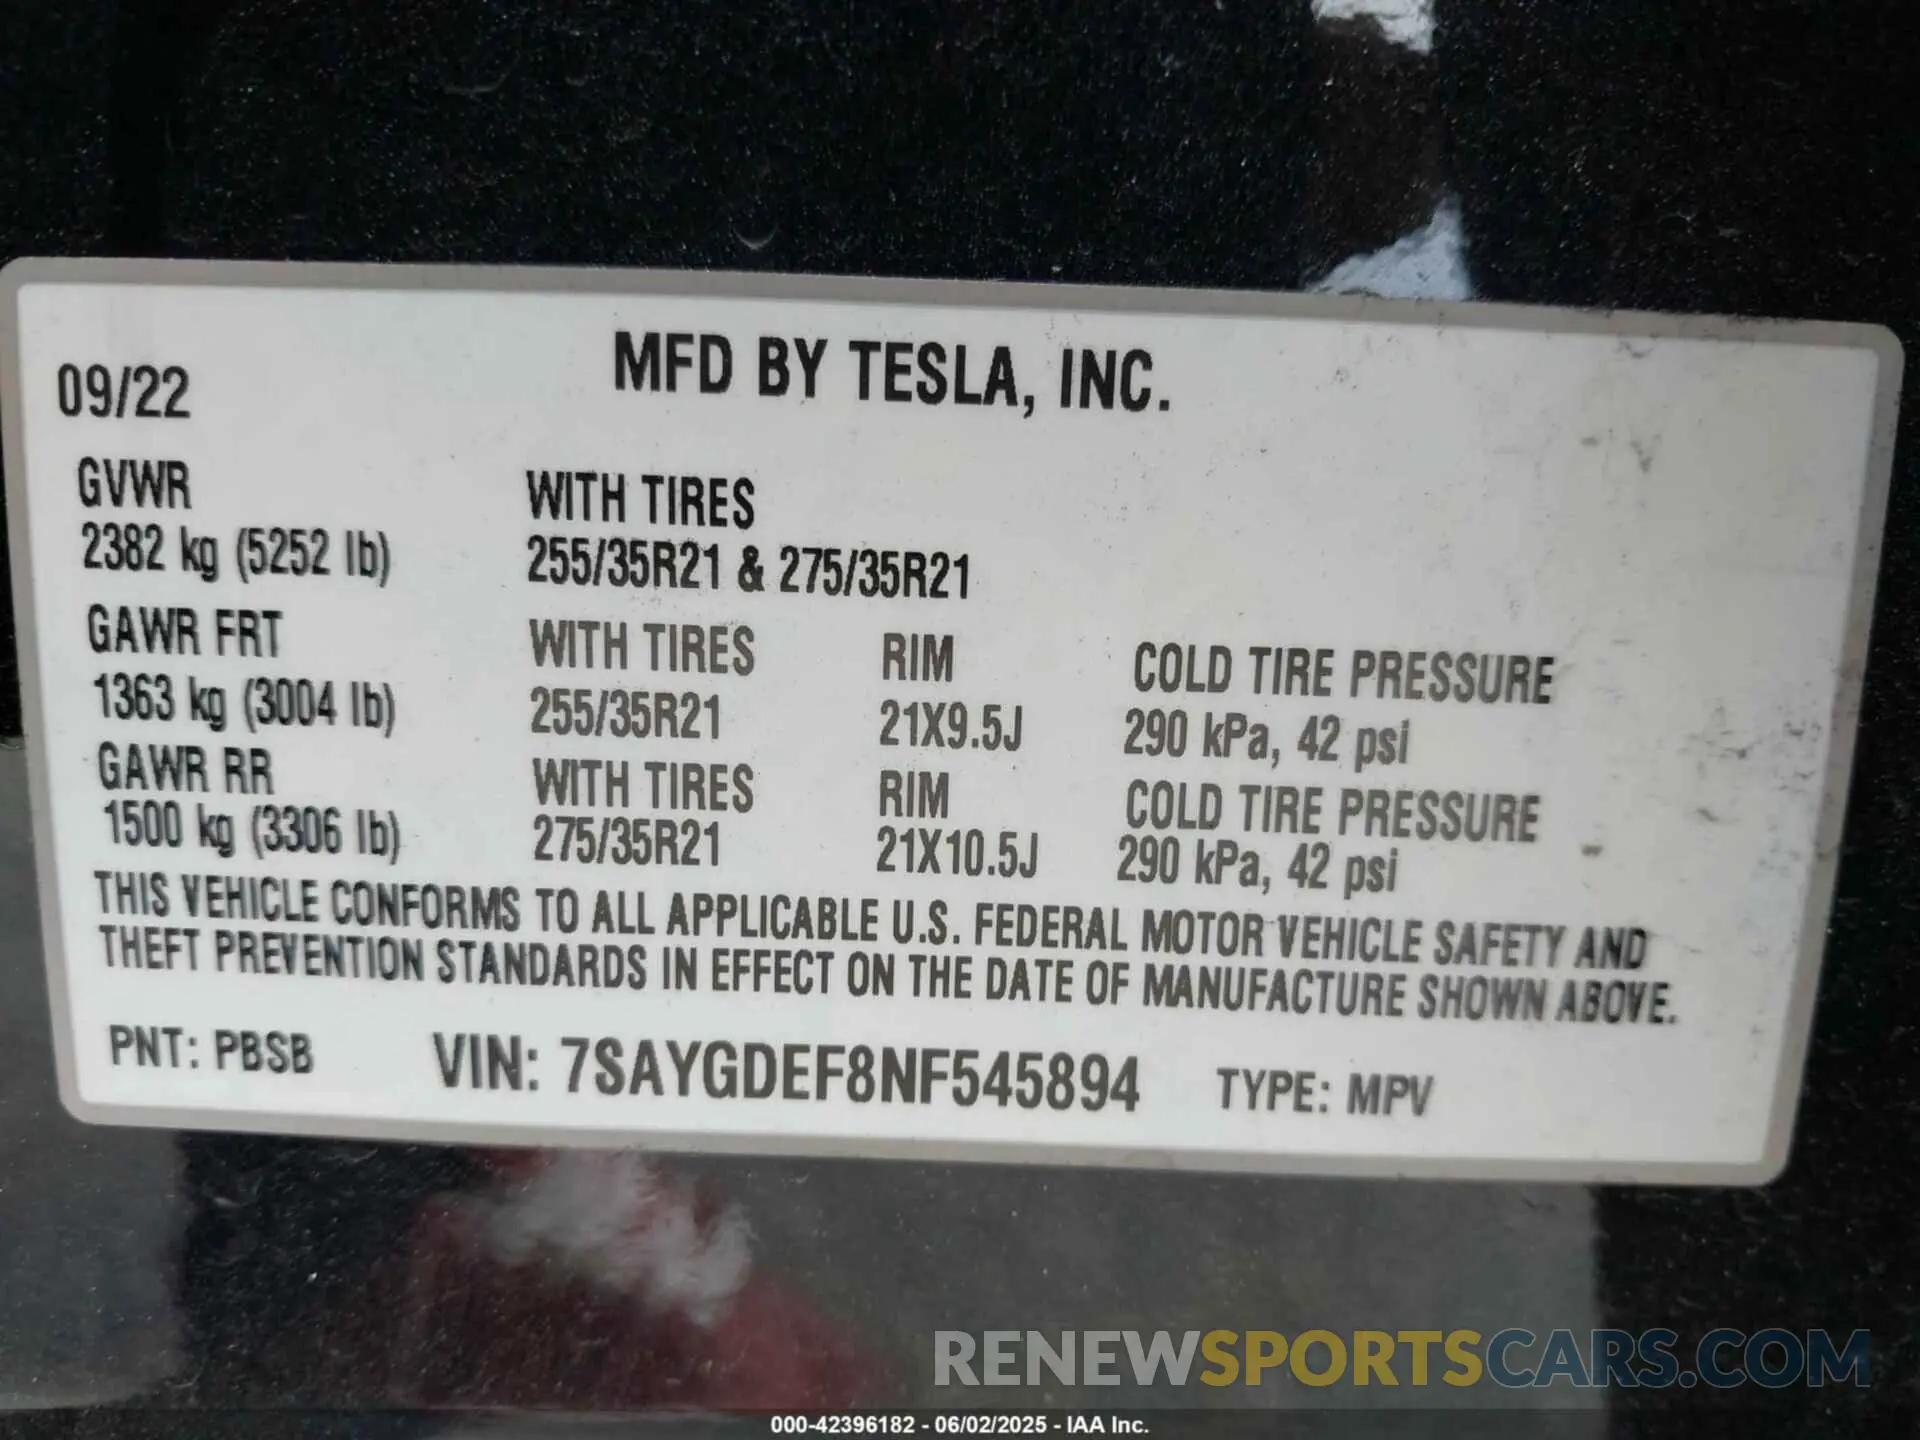 MFD BY TESLA, INC.
09/22
GVWR WITH TIRES
2382 kg (5252 lb) 255/35R21 & 275/35R21
GAWR FRT WITH TIRES RIM COLD TIRE PRESSURE
1363 kg (3004 lb) 255/35R21 21X9.5J 290 kPa, 42 psi
GAWR RR WITH TIRES RIM COLD TIRE PRESSURE
1500 kg (3306 lb) 275/35R21 21X10.5J 290 kPa, 42 psi
THIS VEHICLE CONFORMS TO ALL APPLICABLE U.S. FEDERAL MOTOR VEHICLE SAFETY AND
THEFT PREVENTION STANDARDS IN EFFECT ON THE DATE OF MANUFACTURE SHOWN ABOVE.
PNT: PBSB VIN: 7SAYGDEF8NF545894 TYPE: MPV
RENEWSPORTSCARS.COM
000-42396182 - 06/02/2025 - IAA Inc.